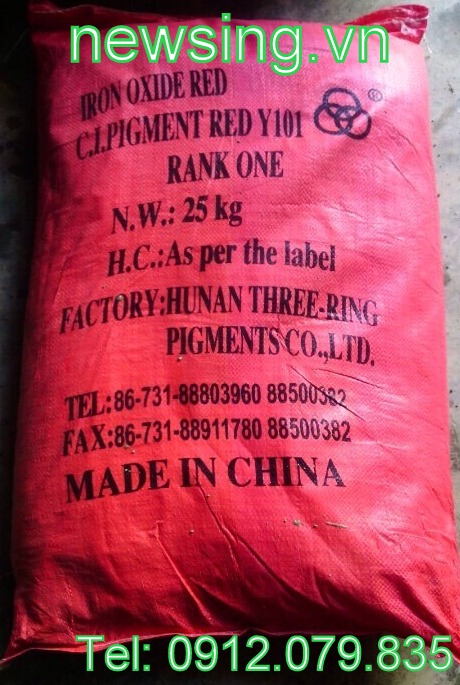 newsing.vn
IRON OXIDE RED
C.I.PIGMENT RED Y101
®
RANK ONE
N.W.: 25 kg
H.C.:As per the label
FACTORY:HUNAN THREE-RING
PIGMENTS CO.,LTD.
TEL:86-731-88803960 88500382
FAX:86-731-88911780 88500382
MADE IN CHINA
Tel: 0912.079.835